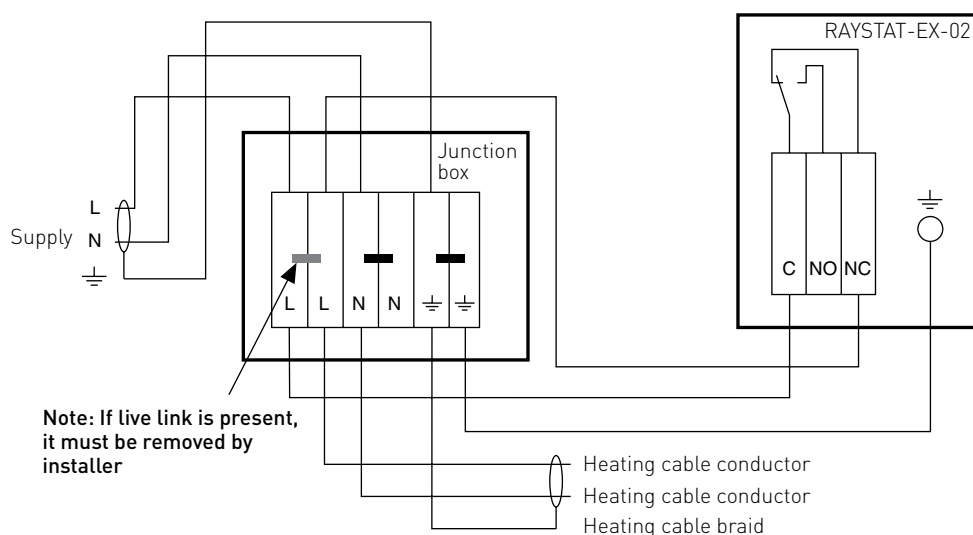 RAYSTAT-EX-02
Junction
box
L
Supply N
C NO NC
L L N N
Note: If live link is present,
it must be removed by
installer
Heating cable conductor
Heating cable conductor
Heating cable braid